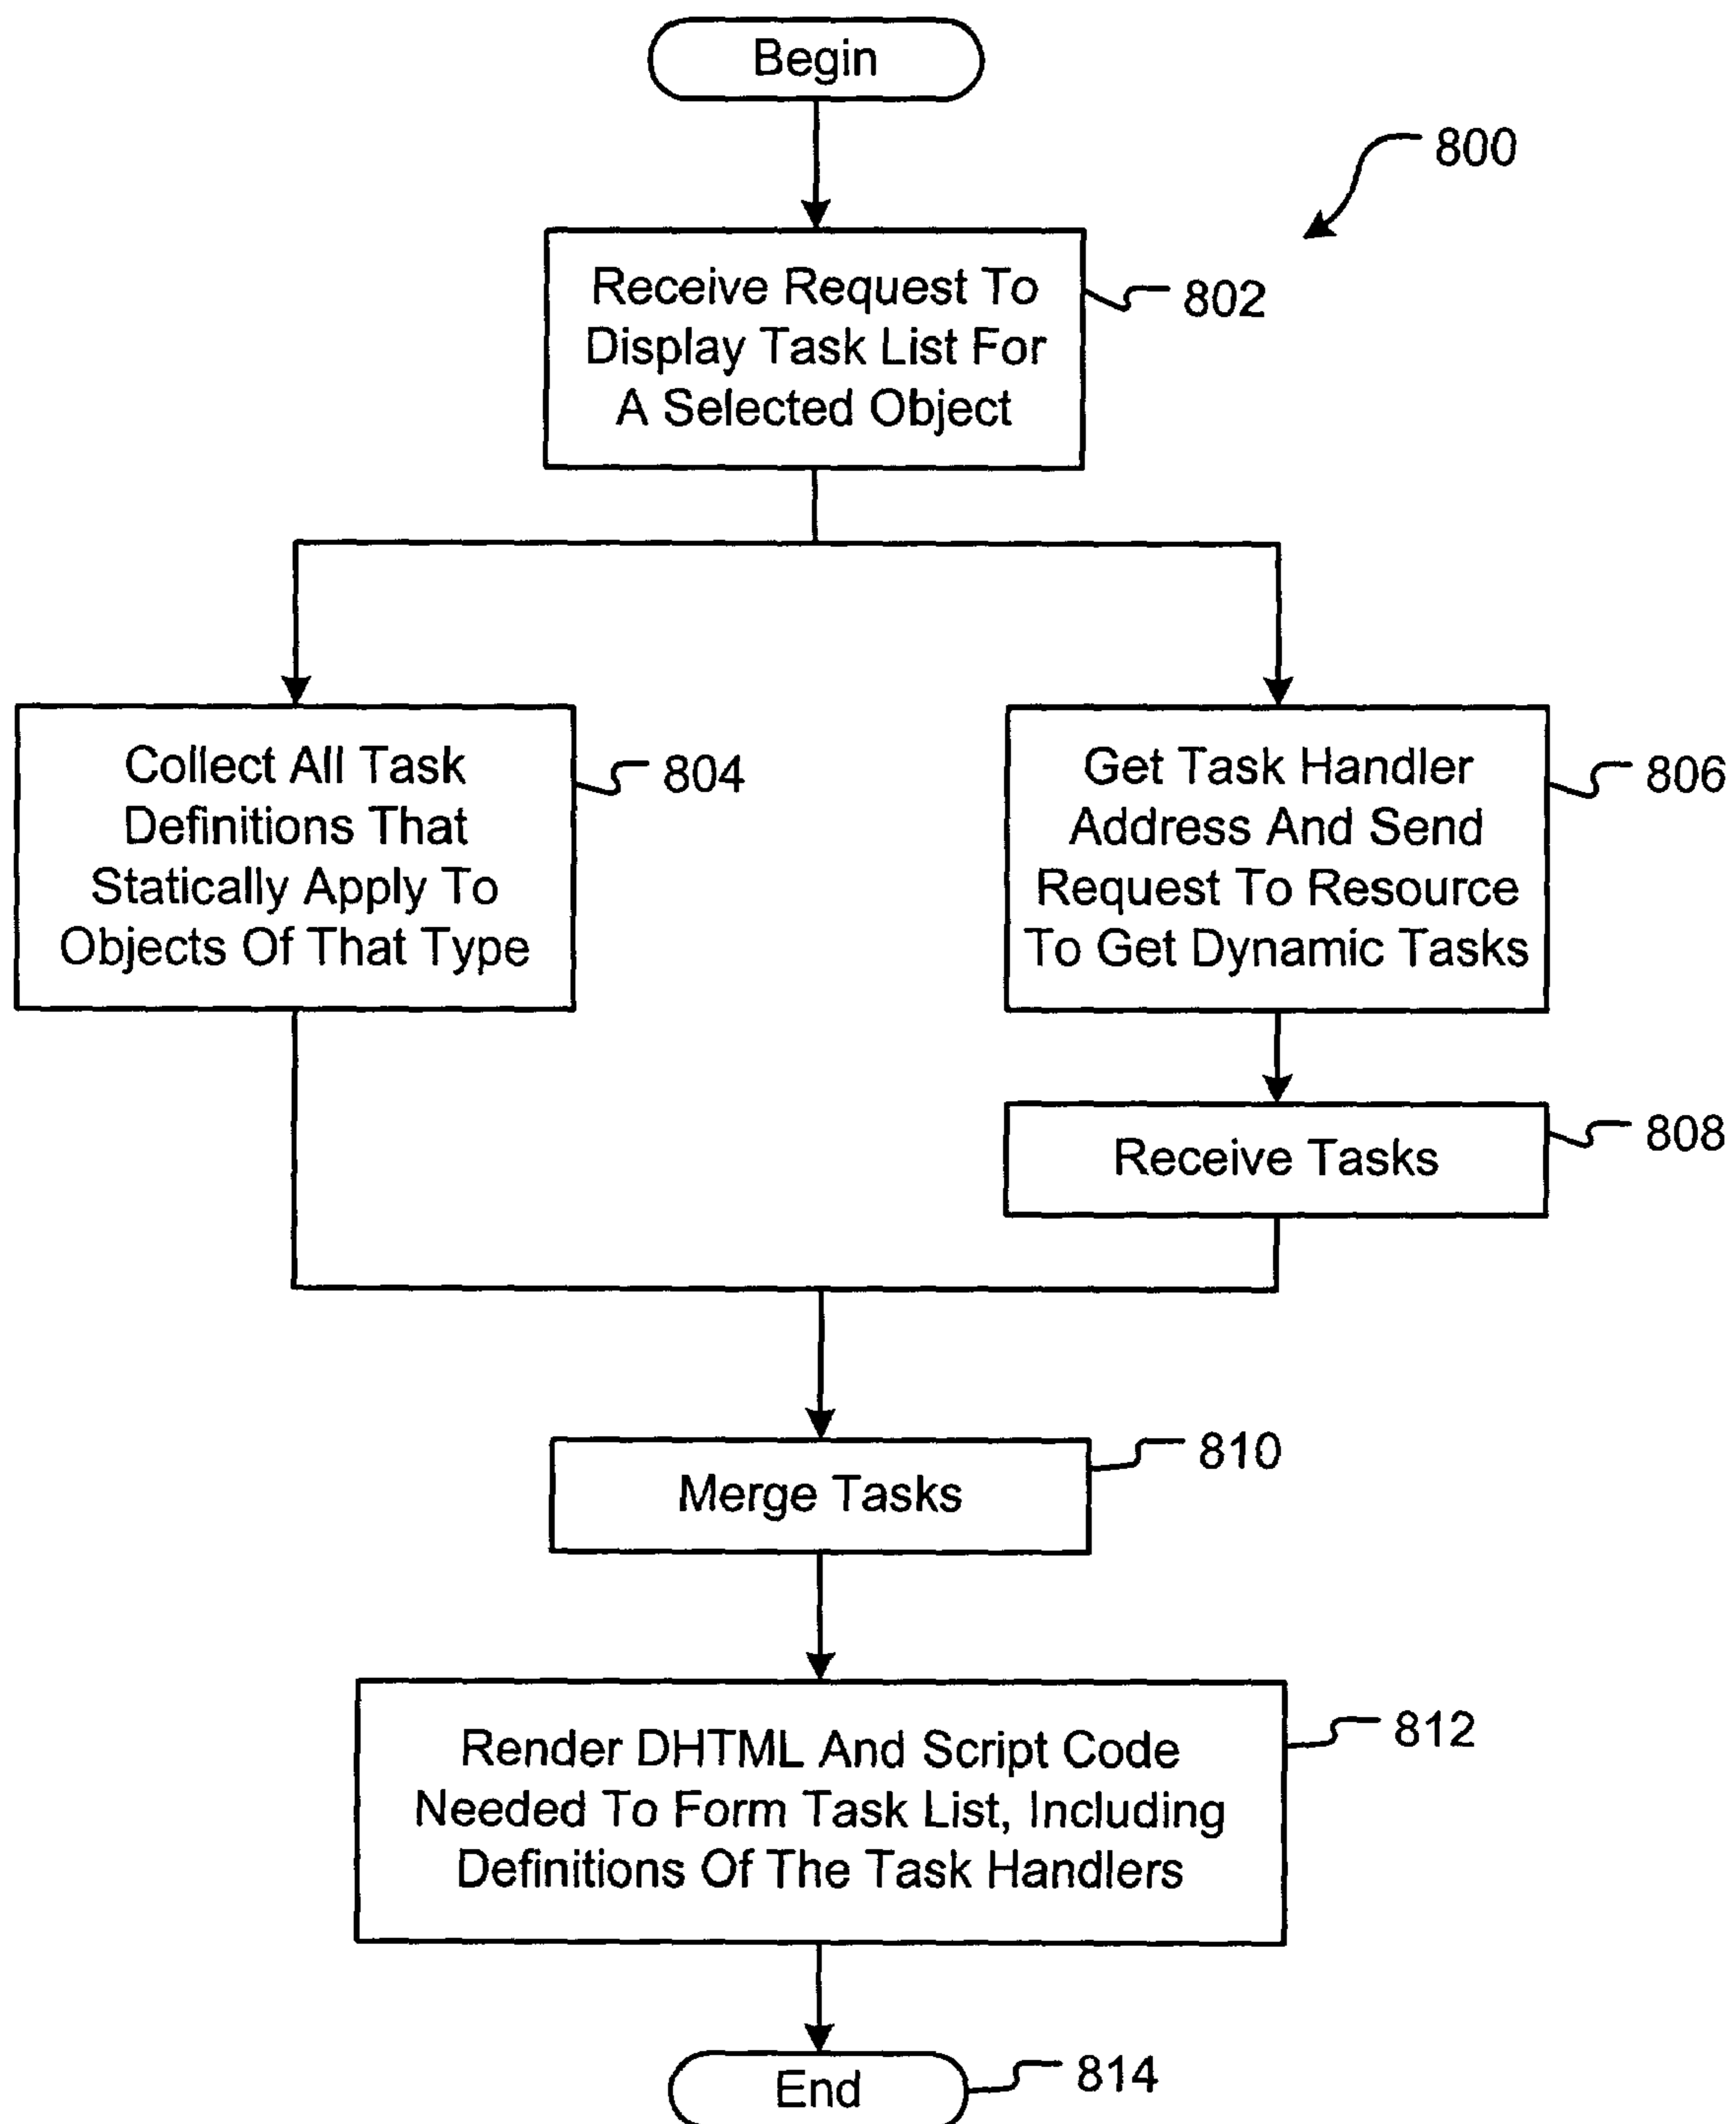 Begin
800
Receive Request To
Display Task List For
A Selected Object
802
Collect All Task
Definitions That
Statically Apply To
Objects Of That Type
804
Get Task Handler
Address And Send
Request To Resource
To Get Dynamic Tasks
806
Receive Tasks
808
Merge Tasks
810
Render DHTML And Script Code
Needed To Form Task List, Including
Definitions Of The Task Handlers
812
End
814